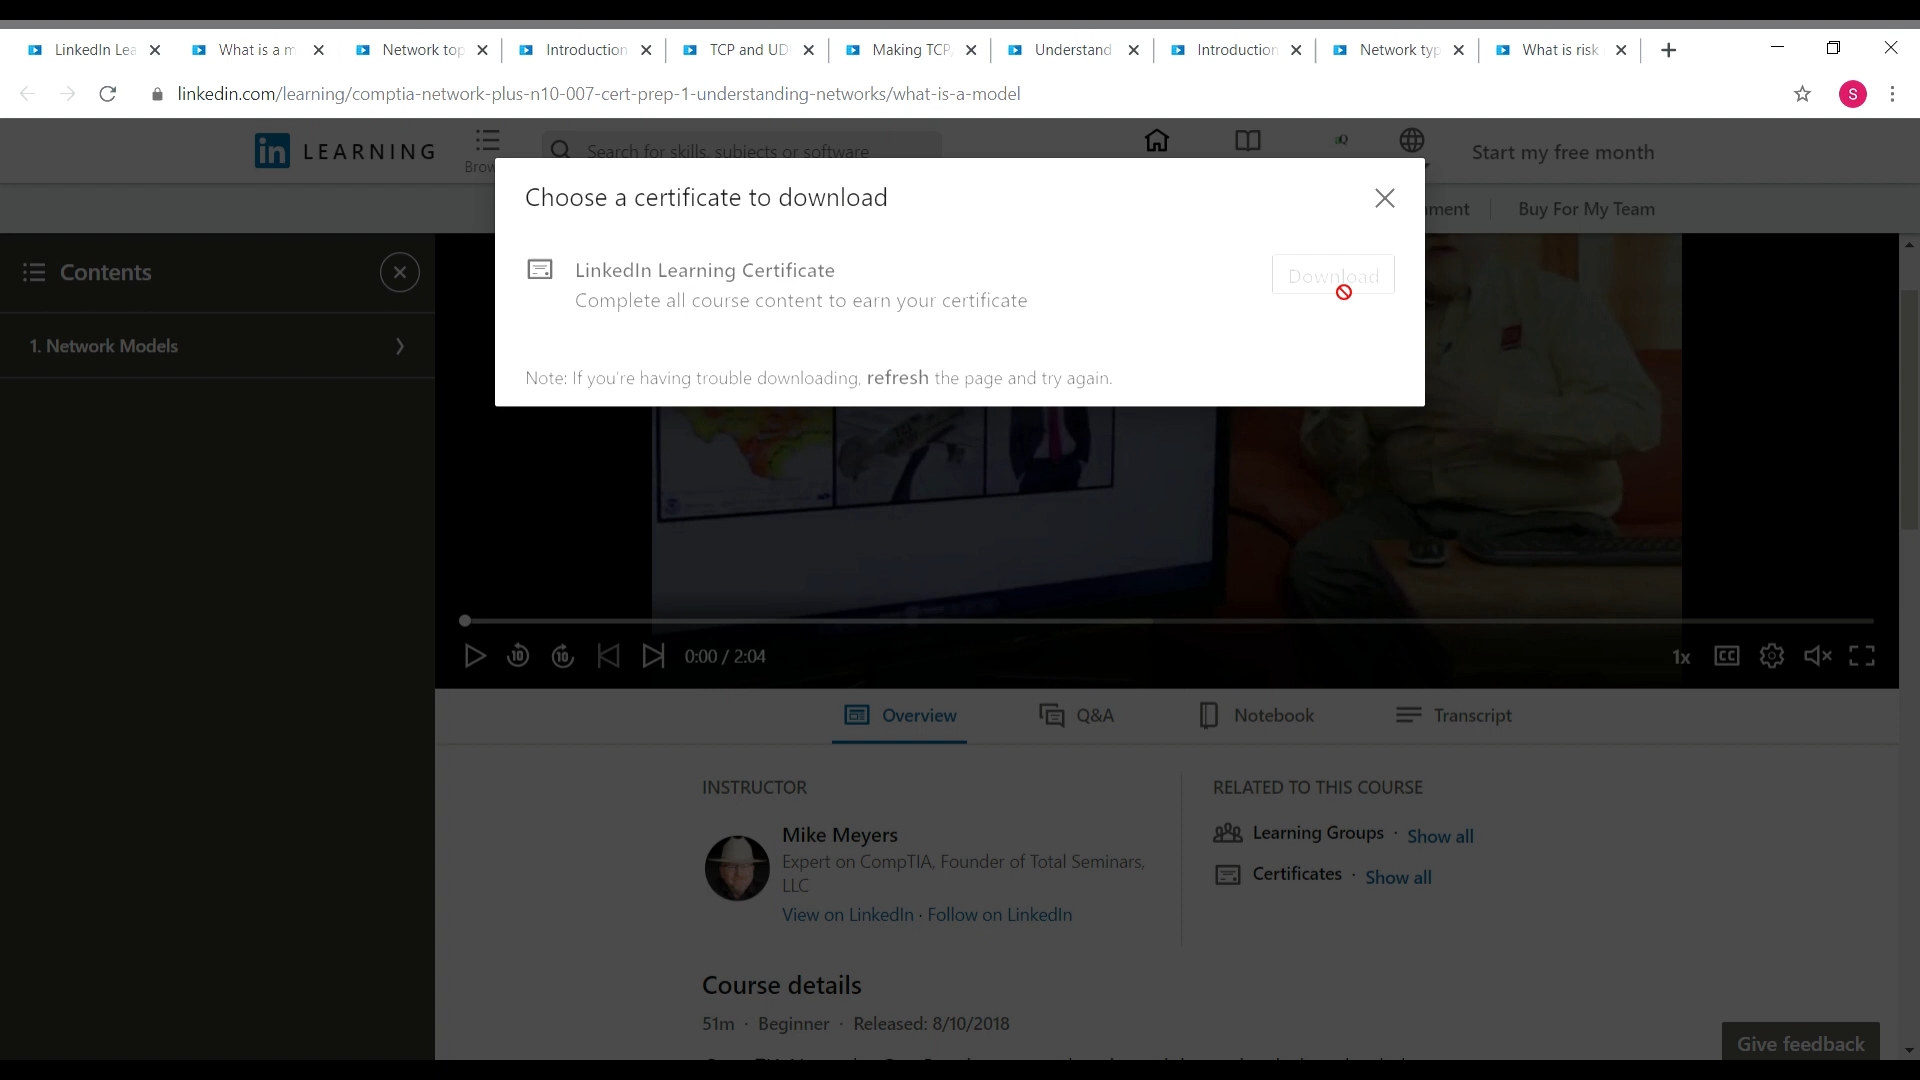 LinkedIn Lea
What is a m
Network top
Introduction
TCP and UD
Making TCP
Understand
Introduction
Network typ
What is risk
linkedin.com/learning/comptia-network-plus-n10-007-cert-prep-1-understanding-networks/what-is-a-model
S
in LEARNING
Brow
Search for skills, subjects or software
Start my free month
Buy For My Team
Choose a certificate to download
LinkedIn Learning Certificate
Complete all course content to earn your certificate
Download
Note: If you're having trouble downloading, refresh the page and try again.
Contents
1. Network Models
10
10
0:00 / 2:04
1x
CC
Overview
Q&A
Notebook
Transcript
INSTRUCTOR
Mike Meyers
Expert on CompTIA, Founder of Total Seminars,
LLC
View on LinkedIn · Follow on LinkedIn
RELATED TO THIS COURSE
Learning Groups · Show all
Certificates · Show all
Course details
51m · Beginner · Released: 8/10/2018
Give feedback